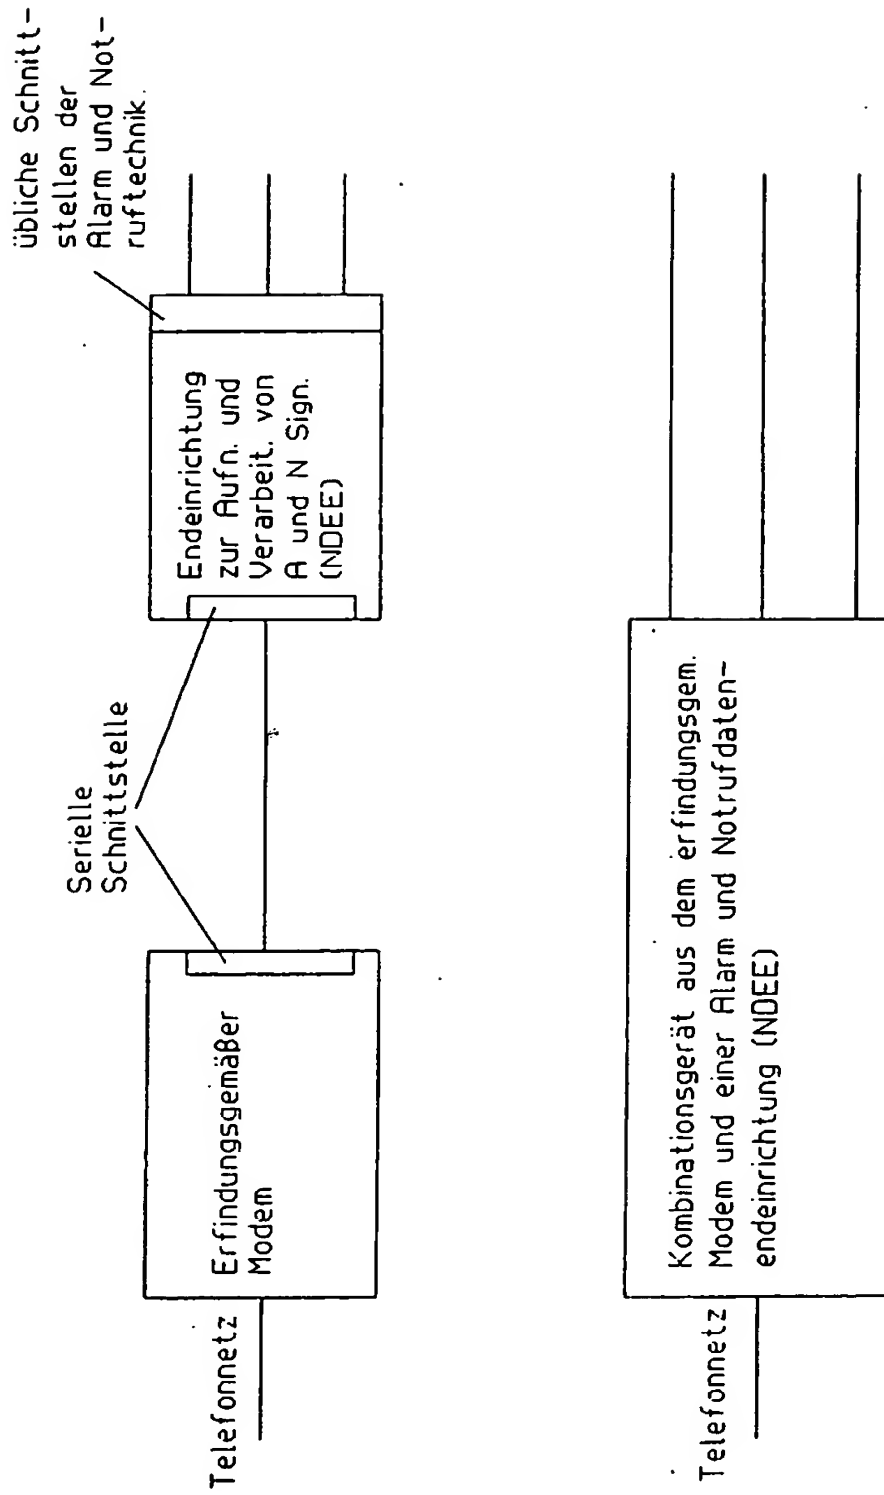 Telefonnetz
Erfindungsgemäßer
Modem
Serielle
Schnittstelle
Endeinrichtung
zur Aufn. und
Verarbeit. von
A und N Sign.
(NDEE)
übliche Schnitt-
stellen der
Alarm und Not-
ruftechnik.
Telefonnetz
Kombinationsgerät aus dem erfindungsgem.
Modem und einer Alarm und Notrufdaten-
endeinrichtung (NDEE)